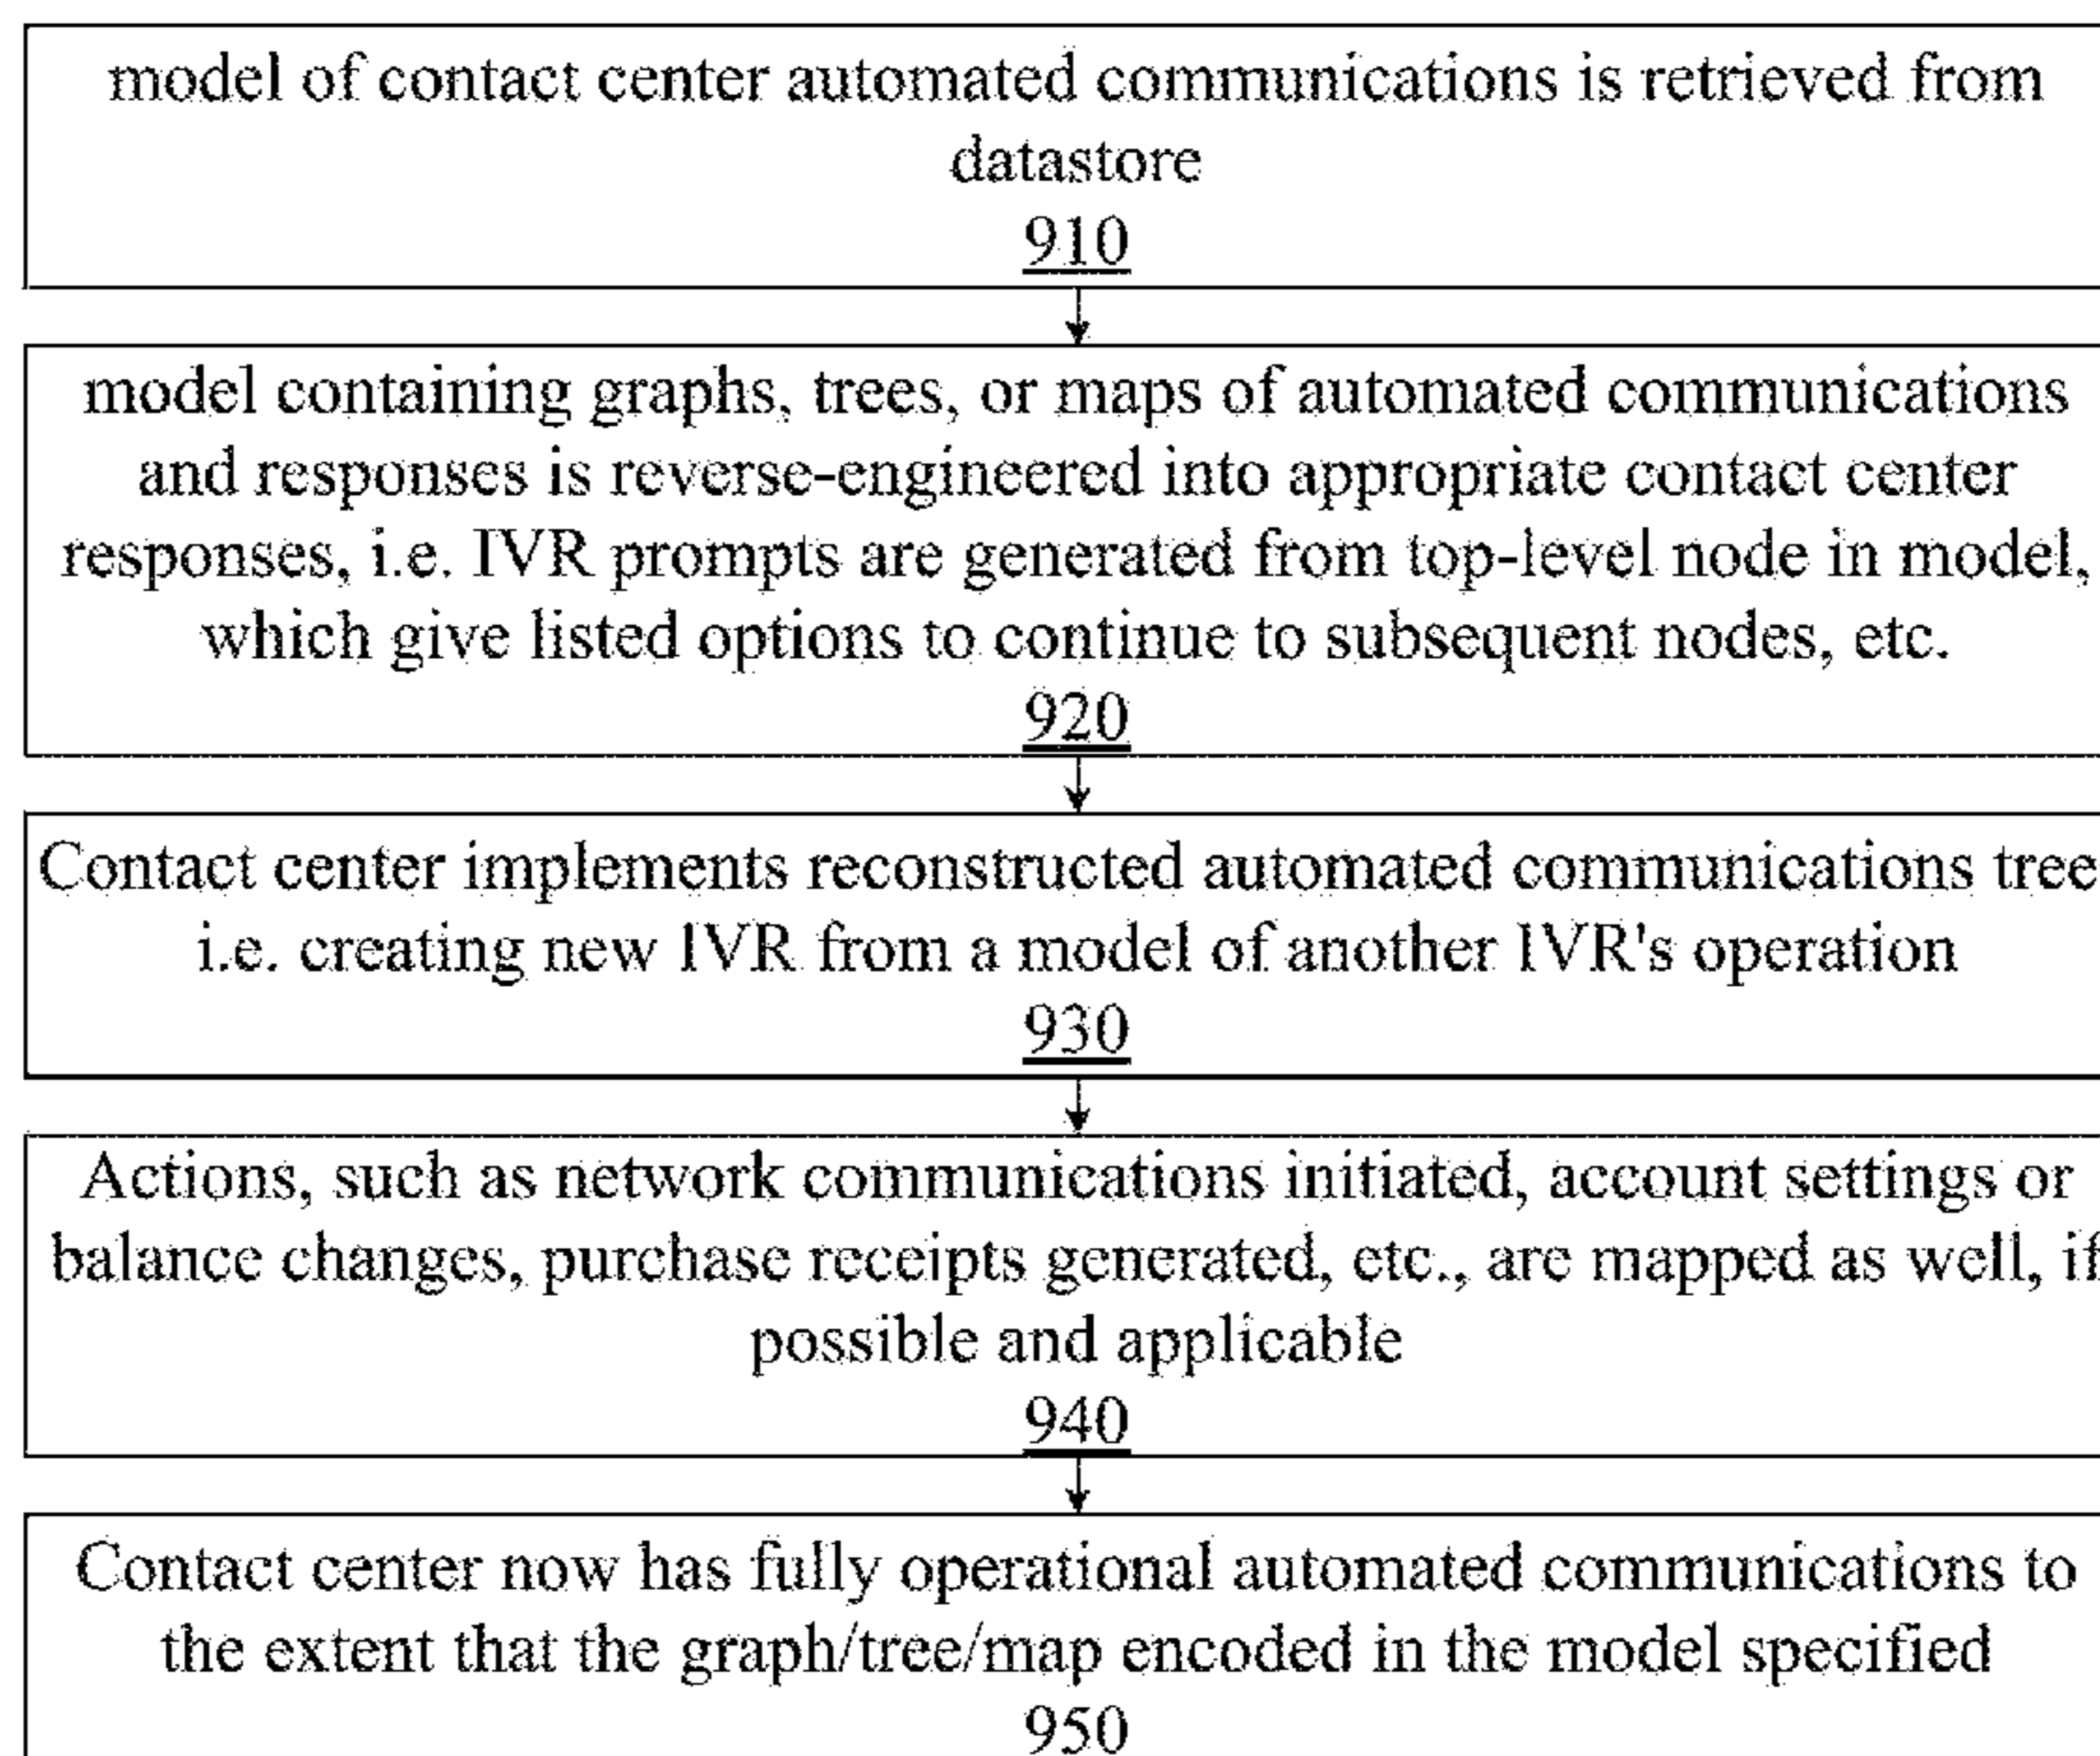 model of contact center automated communications is retrieved from
datastore
910
model containing graphs, trees, or maps of automated communications
and responses is reverse-engineered into appropriate contact center
responses, i.e. IVR prompts are generated from top-level node in model,
which give listed options to continue to subsequent nodes, etc.
920
Contact center implements reconstructed automated communications tree
i.e. creating new IVR from a model of another IVR's operation
930
Actions, such as network communications initiated, account settings or
balance changes, purchase receipts generated, etc., are mapped as well, if
possible and applicable
940
Contact center now has fully operational automated communications to
the extent that the graph/tree/map encoded in the model specified
950